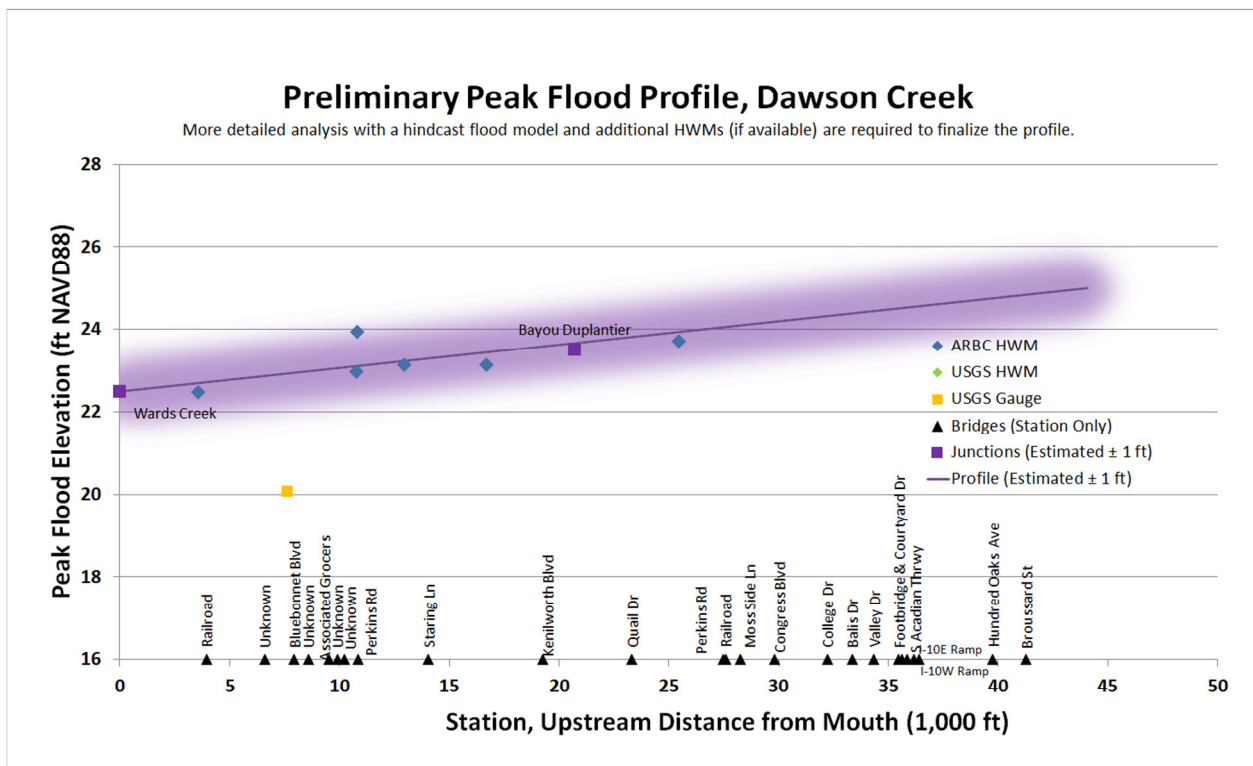 Preliminary Peak Flood Profile, Dawson Creek
More detailed analysis with a hindcast flood model and additional HWMs (if available) are required to finalize the profile.
Peak Flood Elevation (ft NAVD88)
28
26
24
22
20
18
16
Wards Creek
Bayou Duplantier
ARBC HWM
USGS HWM
USGS Gauge
Bridges (Station Only)
Junctions (Estimated ± 1 ft)
Profile (Estimated ± 1 ft)
Railroad
Unknown
Bluebonnet Blvd
Unknown
Associated Grocers
Unknown
Unknown
Perkins Rd
Staring Ln
Kenilworth Blvd
Quail Dr
Perkins Rd
Railroad
Moss Side Ln
Congress Blvd
College Dr
Balis Dr
Valley Dr
Footbridge & Courtyard Dr
S. Acadian Thrwy
I-10E Ramp
I-10W Ramp
Hundred Oaks Ave
Broussard St
0 5 10 15 20 25 30 35 40 45 50
Station, Upstream Distance from Mouth (1,000 ft)